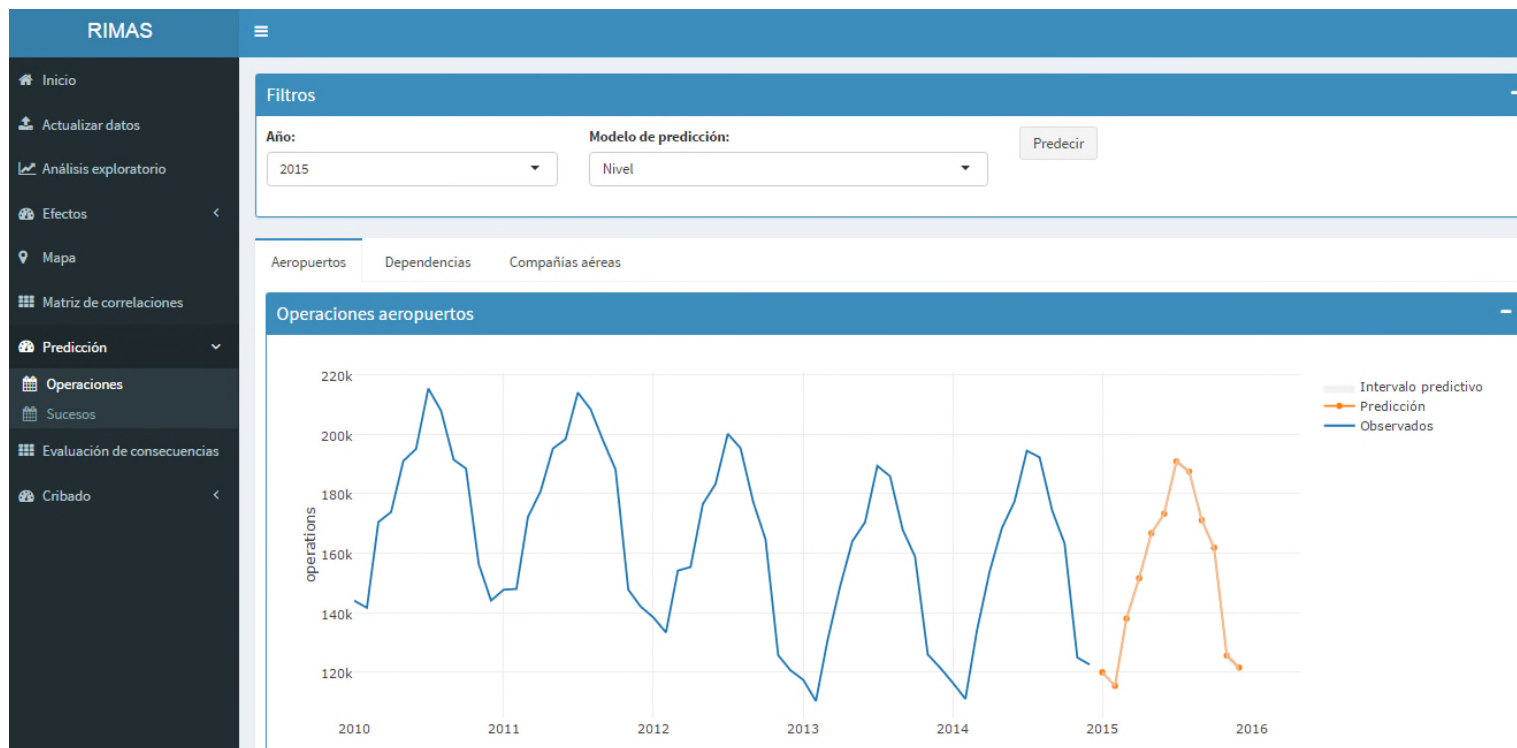 RIMAS
Inicio
Actualizar datos
Análisis exploratorio
Efectos
Mapa
Matriz de correlaciones
Predicción
Operaciones
Sucesos
Evaluación de consecuencias
Cribado
Filtros
Año:
Modelo de predicción:
2015
Nivel
Predecir
Aeropuertos Dependencias Compañías aéreas
Operaciones aeropuertos
220k
200k
180k
160k
140k
120k
operations
2010 2011 2012 2013 2014 2015 2016
Intervalo predictivo
Predicción
Observados